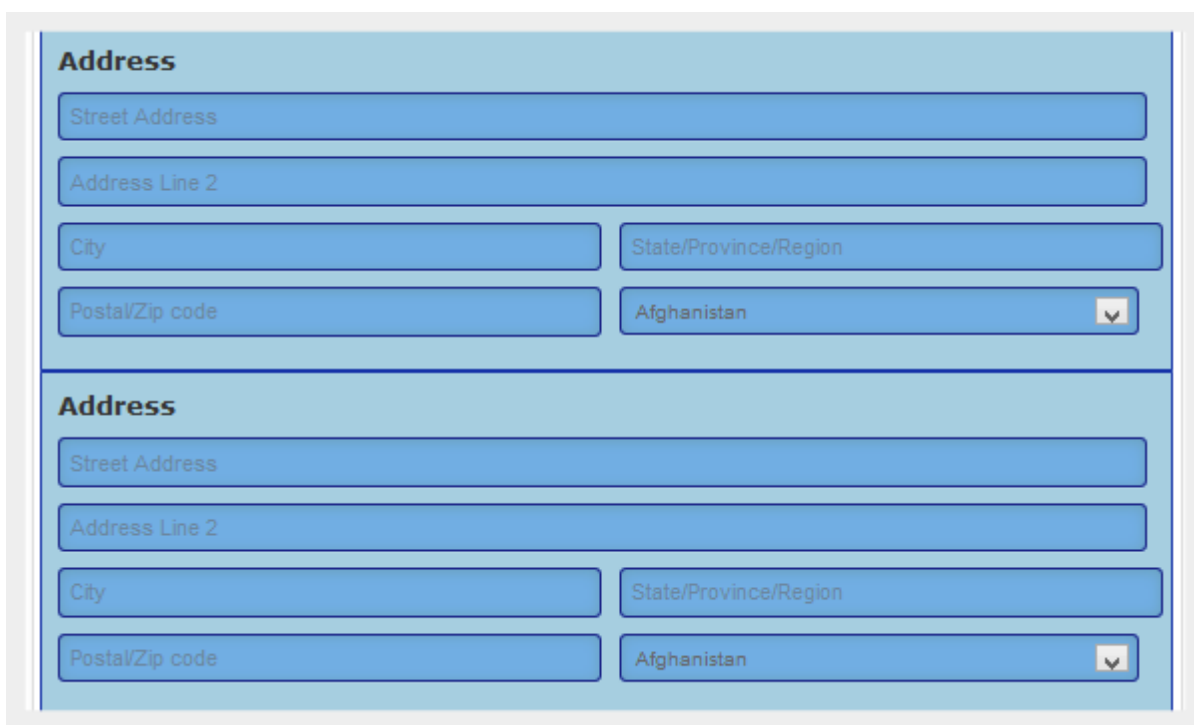 Address
Street Address
Address Line 2
City State/Province/Region
Postal/Zip code Afghanistan
Address
Street Address
Address Line 2
City State/Province/Region
Postal/Zip code Afghanistan